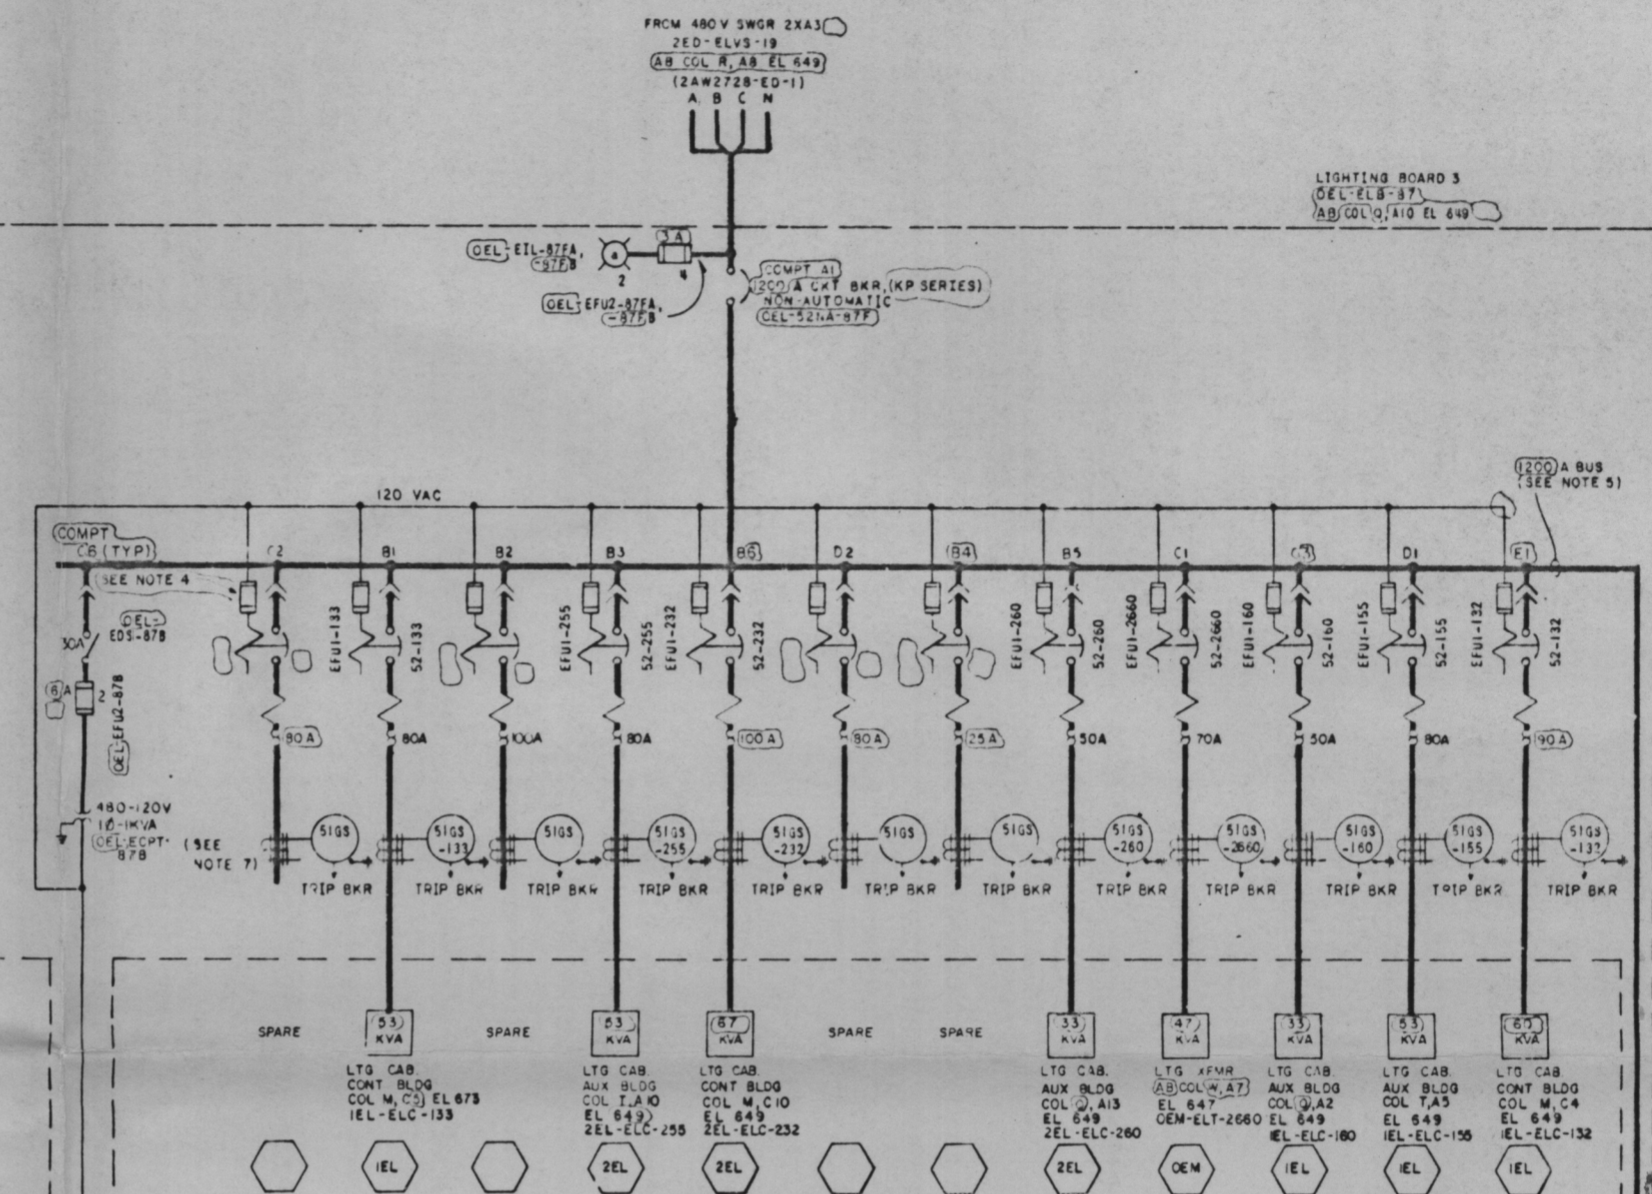 FROM 480V SWGR 2XA3
2ED-ELVS-19
AB COL R, A8 EL 649
(2AW2728-ED-1)
A B C N
LIGHTING BOARD 3
OEL-ELB-87
AB COL Q, A10 EL 649
OEL-EIL-87FA,
-87FB
3A
2
4
OEL-EFU2-87FA,
-87FB
COMPT A1
1200 A CKT BKR, (KP SERIES)
NON-AUTOMATIC
OEL-52NA-87F
1200 A BUS
(SEE NOTE 5)
120 VAC
COMPT
C6 (TYP)
C2 B1 B2 B3 B6 D2 B4 B5 C1 C3 D1 E1
(SEE NOTE 4
OEL-
EDS-87B
30A
6 A
2
OEL-EFU2-87B
EFU1-133
52-133
EFU1-255
52-255
EFU1-232
52-232
EFU1-260
52-260
EFU1-2660
52-2660
EFU1-160
52-160
EFU1-155
52-155
EFU1-132
52-132
80A 80A 100A 80A 100A 80A 25A 50A 70A 50A 80A 90A
480-120V
1Ø-1KVA
OEL-ECPT-
87B
(SEE
NOTE 7)
51GS
51GS
-133
51GS
51GS
-255
51GS
-232
51GS
51GS
51GS
-260
51GS
-2660
51GS
-160
51GS
-155
51GS
-132
TRIP BKR TRIP BKR TRIP BKR TRIP BKR TRIP BKR TRIP BKR TRIP BKR TRIP BKR TRIP BKR TRIP BKR TRIP BKR TRIP BKR
SPARE
53
KVA
LTG CAB.
CONT BLDG
COL M, C5 EL 673
1EL-ELC-133
1EL
SPARE
53
KVA
LTG CAB.
AUX BLDG
COL T, A10
EL 649
2EL-ELC-255
2EL
67
KVA
LTG CAB.
CONT BLDG
COL M, C10
EL 649
2EL-ELC-232
2EL
SPARE
SPARE
33
KVA
LTG CAB.
AUX BLDG
COL Q, A13
EL 649
2EL-ELC-260
2EL
47
KVA
LTG XFMR
AB COL W, A7
EL 647
OEM-ELT-2660
OEM
33
KVA
LTG CAB.
AUX BLDG
COL Q, A2
EL 649
1EL-ELC-160
1EL
53
KVA
LTG CAB.
AUX BLDG
COL T, A5
EL 649
1EL-ELC-155
1EL
60
KVA
LTG CAB.
CONT BLDG
COL M, C4
EL 649
1EL-ELC-132
1EL